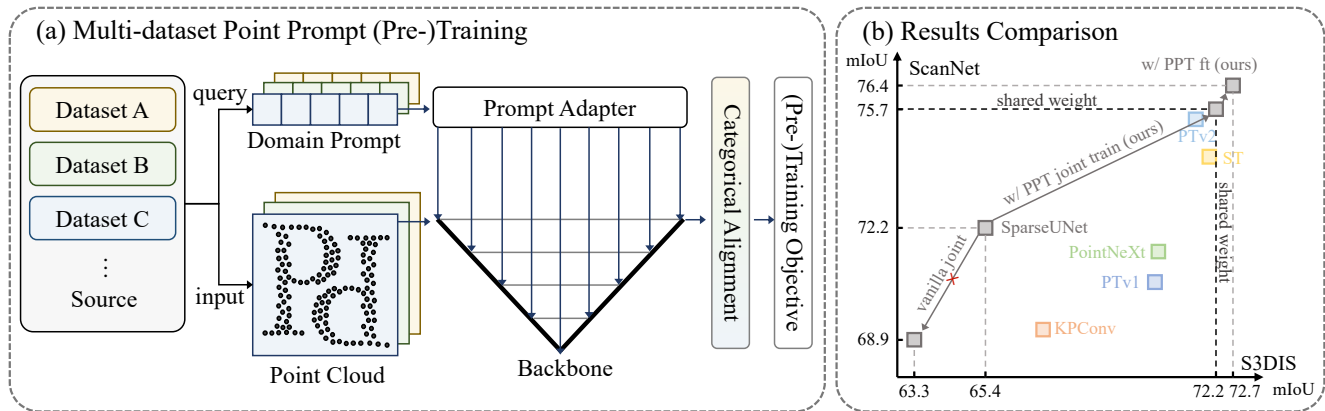 (a) Multi-dataset Point Prompt (Pre-)Training
Dataset A
Dataset B
Dataset C
⋮
Source
query
input
Domain Prompt
Point Cloud
Prompt Adapter
Backbone
Categorical Alignment
(Pre-)Training Objective
(b) Results Comparison
mIoU
ScanNet
w/ PPT ft (ours)
76.4
75.7
shared weight
PTv2
ST
w/ PPT joint train (ours)
shared weight
72.2
SparseUNet
PointNeXt
vanilla joint
PTv1
KPConv
68.9
S3DIS
63.3
65.4
72.2
72.7
mIoU